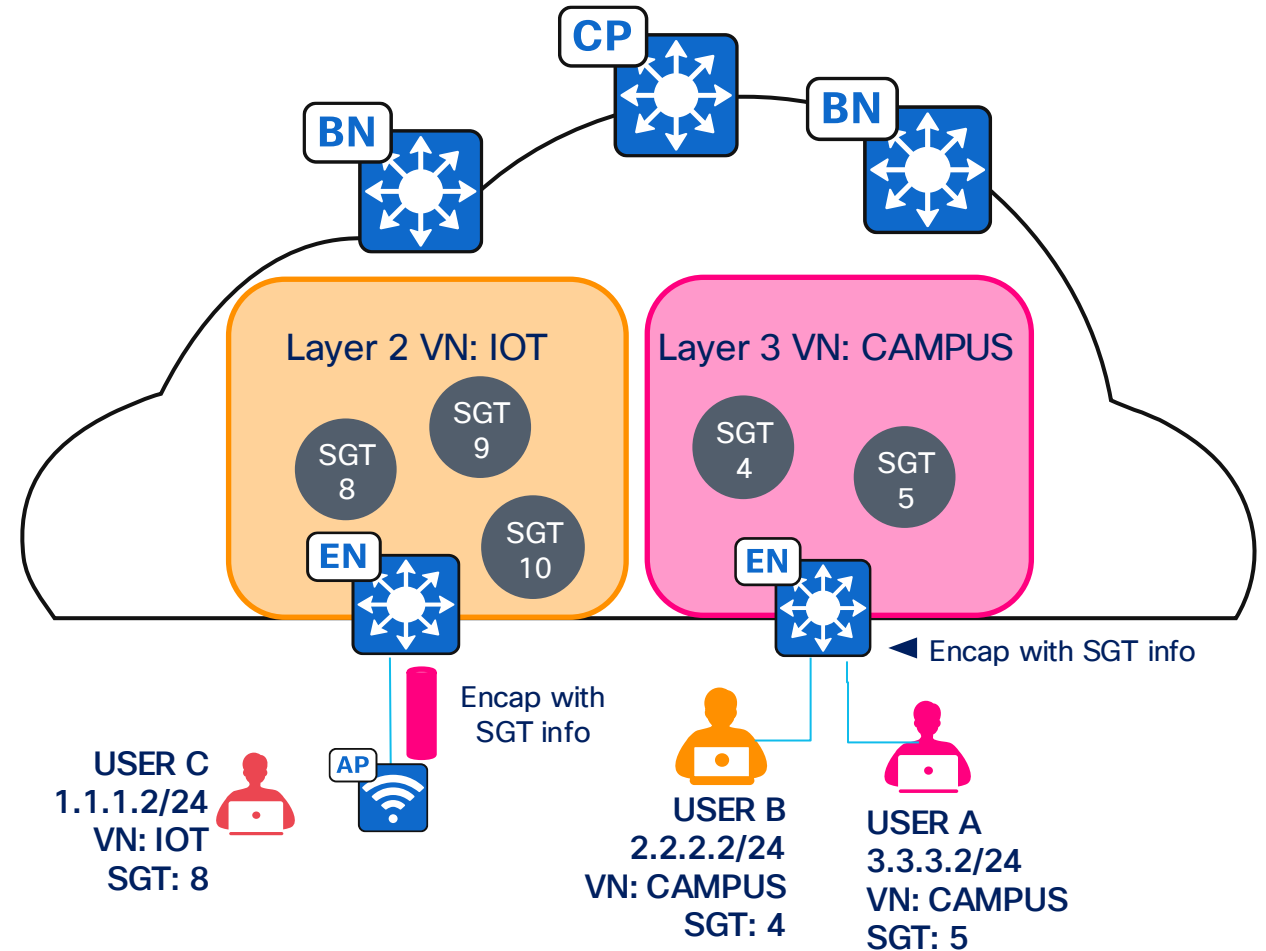 CP
BN
BN
Layer 2 VN: IOT
SGT
8
SGT
9
SGT
10
Layer 3 VN: CAMPUS
SGT
4
SGT
5
EN
EN
Encap with SGT info
Encap with
SGT info
AP
USER C
1.1.1.2/24
VN: IOT
SGT: 8
USER B
2.2.2.2/24
VN: CAMPUS
SGT: 4
USER A
3.3.3.2/24
VN: CAMPUS
SGT: 5